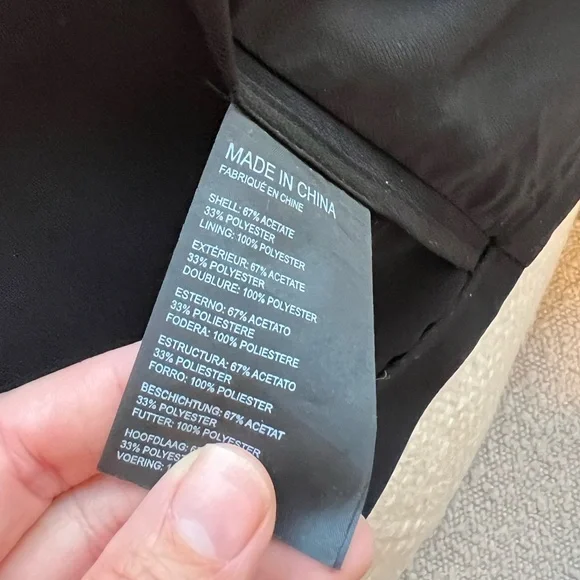 MADE IN CHINA
FABRIQUÉ EN CHINE
SHELL: 67% ACETATE
33% POLYESTER
LINING: 100% POLYESTER
EXTÉRIEUR: 67% ACETATE
33% POLYESTER
DOUBLURE: 100% POLYESTER
ESTERNO: 67% ACETATO
33% POLIESTERE
FODERA: 100% POLIESTERE
ESTRUCTURA: 67% ACETATO
33% POLIESTER
FORRO: 100% POLIESTER
BESCHICHTUNG: 67% ACETAT
33% POLYESTER
FUTTER: 100% POLYESTER
HOOFDLAAG:
33% POLYESTER
VOERING: